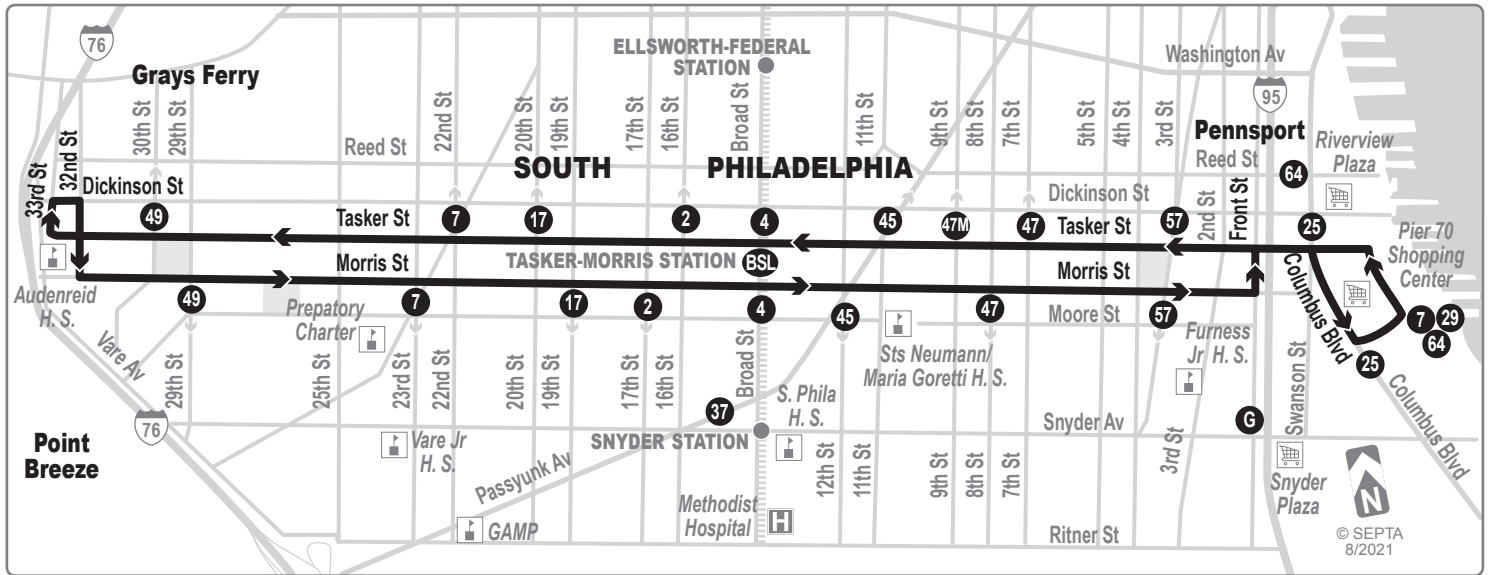 76
Grays Ferry
ELLSWORTH-FEDERAL
STATION
Washington Av
95
30th St
29th St
22nd St
20th St
19th St
17th St
16th St
Broad St
11th St
9th St
8th St
7th St
5th St
4th St
3rd St
Pennsport
Reed St
Reed St
Riverview
Plaza
SOUTH PHILADELPHIA
64
33rd St
32nd St
Dickinson St
Dickinson St
2nd St
Front St
49
Tasker St
7
17
2
4
45
47M
47
Tasker St
57
25
Pier 70
Shopping
Center
Morris St
TASKER-MORRIS STATION
BSL
Morris St
Columbus Blvd
Audenreid
H. S.
49
Prepatory
Charter
7
17
2
4
45
47
Moore St
57
7
29
64
25
Vare Av
Sts Neumann/
Maria Goretti H. S.
Furness
Jr H. S.
29th St
25th St
23rd St
22nd St
20th St
19th St
17th St
16th St
Broad St
37
S. Phila
H. S.
Swanson St
Columbus Blvd
76
Point
Breeze
Vare Jr
H. S.
SNYDER STATION
Snyder Av
G
Passyunk Av
12th St
11th St
9th St
8th St
7th St
3rd St
Snyder
Plaza
N
GAMP
Methodist
Hospital
H
Ritner St
© SEPTA
8/2021